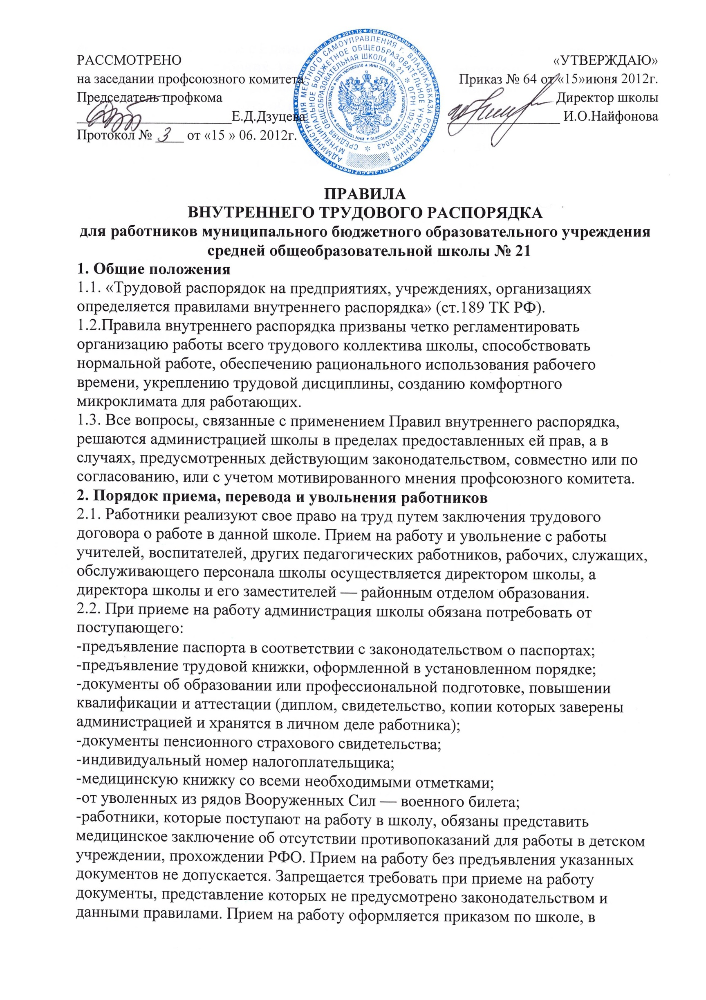 РАССМОТРЕНО
«УТВЕРЖДАЮ»
на заседании профсоюзного комитета
Приказ № 64 от «15»июня 2012г.
Председатель профкома
Директор школы
Е.Д.Дзуцева
И.О.Найфонова
Протокол № 3 от «15 » 06. 2012г.
АДМИНИСТРАЦИЯ МЕСТНОГО САМОУПРАВЛЕНИЯ г. ВЛАДИКАВКАЗА РСО-АЛАНИЯ
МУНИЦИПАЛЬНОЕ БЮДЖЕТНОЕ ОБЩЕОБРАЗОВАТЕЛЬНОЕ УЧРЕЖДЕНИЕ
СРЕДНЯЯ ОБЩЕОБРАЗОВАТЕЛЬНАЯ ШКОЛА № 21 * ОГРН 1021500512043 *
ИНН 1501002610
ПРАВИЛА
ВНУТРЕННЕГО ТРУДОВОГО РАСПОРЯДКА
для работников муниципального бюджетного образовательного учреждения
средней общеобразовательной школы № 21
1. Общие положения
1.1. «Трудовой распорядок на предприятиях, учреждениях, организациях
определяется правилами внутреннего распорядка» (ст.189 ТК РФ).
1.2.Правила внутреннего распорядка призваны четко регламентировать
организацию работы всего трудового коллектива школы, способствовать
нормальной работе, обеспечению рационального использования рабочего
времени, укреплению трудовой дисциплины, созданию комфортного
микроклимата для работающих.
1.3. Все вопросы, связанные с применением Правил внутреннего распорядка,
решаются администрацией школы в пределах предоставленных ей прав, а в
случаях, предусмотренных действующим законодательством, совместно или по
согласованию, или с учетом мотивированного мнения профсоюзного комитета.
2. Порядок приема, перевода и увольнения работников
2.1. Работники реализуют свое право на труд путем заключения трудового
договора о работе в данной школе. Прием на работу и увольнение с работы
учителей, воспитателей, других педагогических работников, рабочих, служащих,
обслуживающего персонала школы осуществляется директором школы, а
директора школы и его заместителей — районным отделом образования.
2.2. При приеме на работу администрация школы обязана потребовать от
поступающего:
-предъявление паспорта в соответствии с законодательством о паспортах;
-предъявление трудовой книжки, оформленной в установленном порядке;
-документы об образовании или профессиональной подготовке, повышении
квалификации и аттестации (диплом, свидетельство, копии которых заверены
администрацией и хранятся в личном деле работника);
-документы пенсионного страхового свидетельства;
-индивидуальный номер налогоплательщика;
-медицинскую книжку со всеми необходимыми отметками;
-от уволенных из рядов Вооруженных Сил — военного билета;
-работники, которые поступают на работу в школу, обязаны представить
медицинское заключение об отсутствии противопоказаний для работы в детском
учреждении, прохождении РФО. Прием на работу без предъявления указанных
документов не допускается. Запрещается требовать при приеме на работу
документы, представление которых не предусмотрено законодательством и
данными правилами. Прием на работу оформляется приказом по школе, в